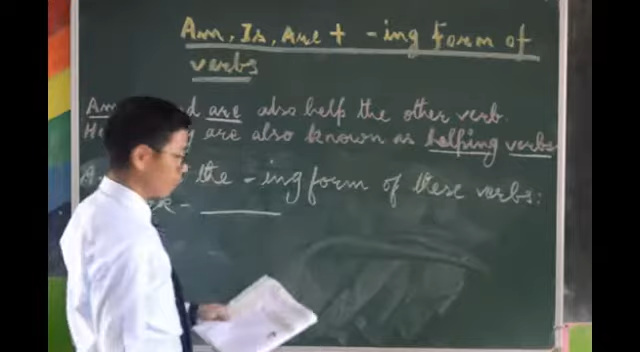 Am, Is, Are + -ing Form of
verbs
Am are also help the other verb.
are also known as helping verbs
the -ing form of these verbs: